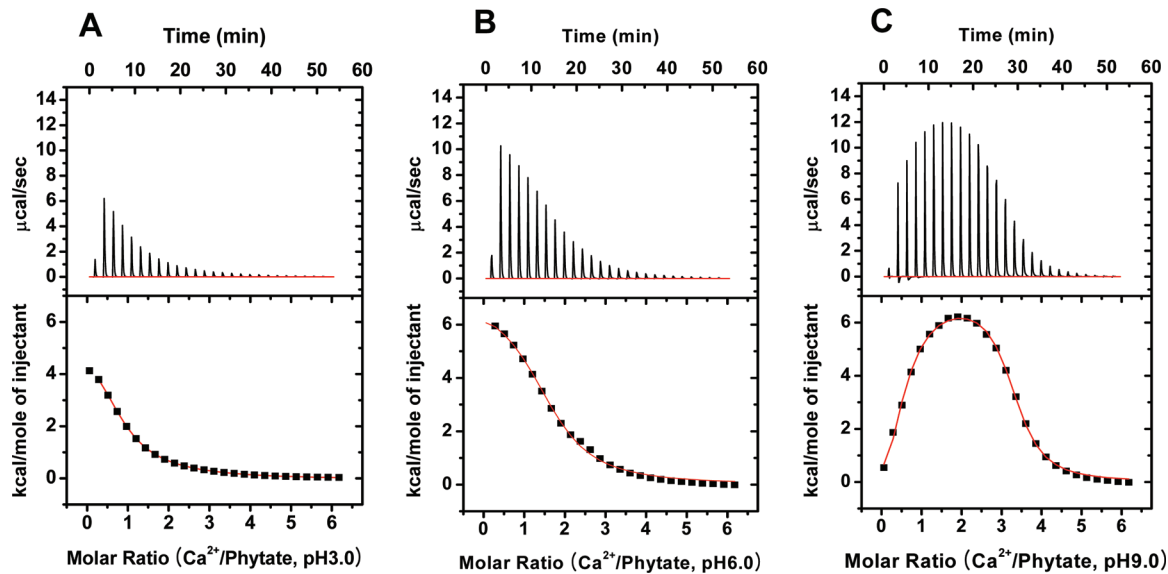 A
Time (min)
0 10 20 30 40 50 60
14
12
10
8
6
4
2
0
μcal/sec
6
4
2
0
kcal/mole of injectant
0 1 2 3 4 5 6
Molar Ratio (Ca²⁺/Phytate, pH3.0)
B
Time (min)
0 10 20 30 40 50 60
14
12
10
8
6
4
2
0
μcal/sec
6
4
2
0
kcal/mole of injectant
0 1 2 3 4 5 6
Molar Ratio (Ca²⁺/Phytate, pH6.0)
C
Time (min)
0 10 20 30 40 50 60
14
12
10
8
6
4
2
0
μcal/sec
6
4
2
0
kcal/mole of injectant
0 1 2 3 4 5 6
Molar Ratio (Ca²⁺/Phytate, pH9.0)